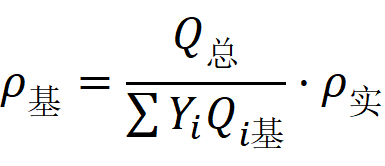 ρ基 = Q总 / ∑ YᵢQᵢ基 · ρ实